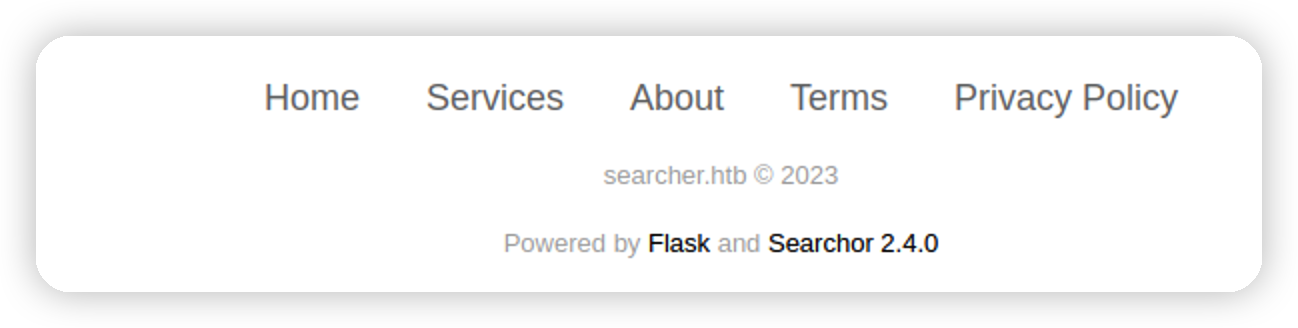 Home Services About Terms Privacy Policy
searcher.htb © 2023
Powered by Flask and Searchor 2.4.0